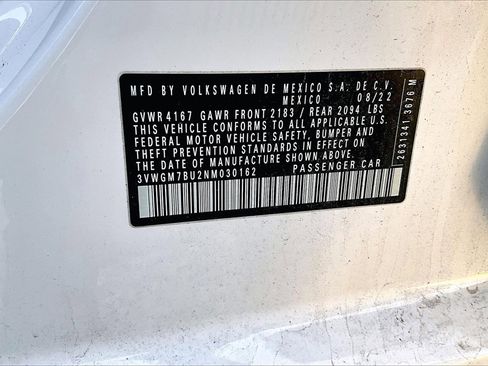 MFD BY VOLKSWAGEN DE MEXICO S.A. DE C.V.
MEXICO 08/22
GVWR 4167 GAWR FRONT 2183 / REAR 2094 LBS
THIS VEHICLE CONFORMS TO ALL APPLICABLE U.S.
FEDERAL MOTOR VEHICLE SAFETY, BUMPER AND
THEFT PREVENTION STANDARDS IN EFFECT ON
THE DATE OF MANUFACTURE SHOWN ABOVE.
3VWGM7BU2NM030162 PASSENGER CAR
2631341 3676 M